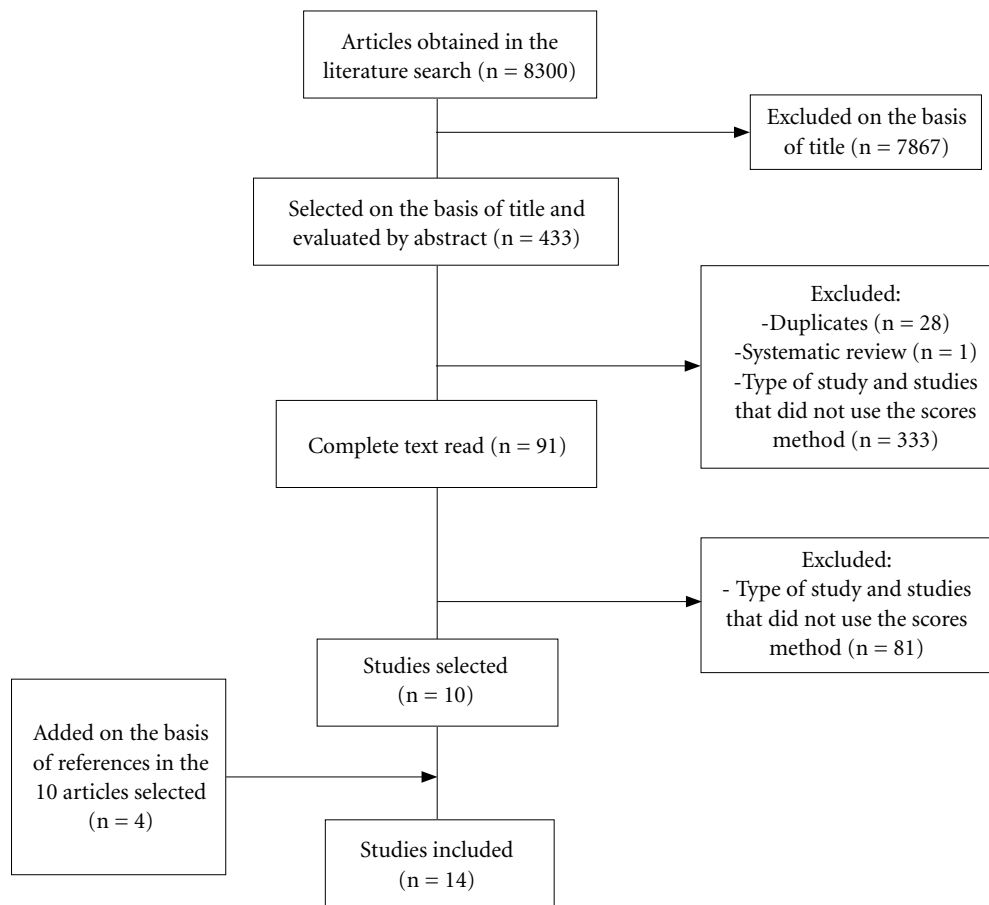 Articles obtained in the
literature search (n = 8300)
Excluded on the basis
of title (n = 7867)
Selected on the basis of title and
evaluated by abstract (n = 433)
Excluded:
-Duplicates (n = 28)
-Systematic review (n = 1)
-Type of study and studies
that did not use the scores
method (n = 333)
Complete text read (n = 91)
Excluded:
- Type of study and studies
that did not use the scores
method (n = 81)
Studies selected
(n = 10)
Added on the basis
of references in the
10 articles selected
(n = 4)
Studies included
(n = 14)